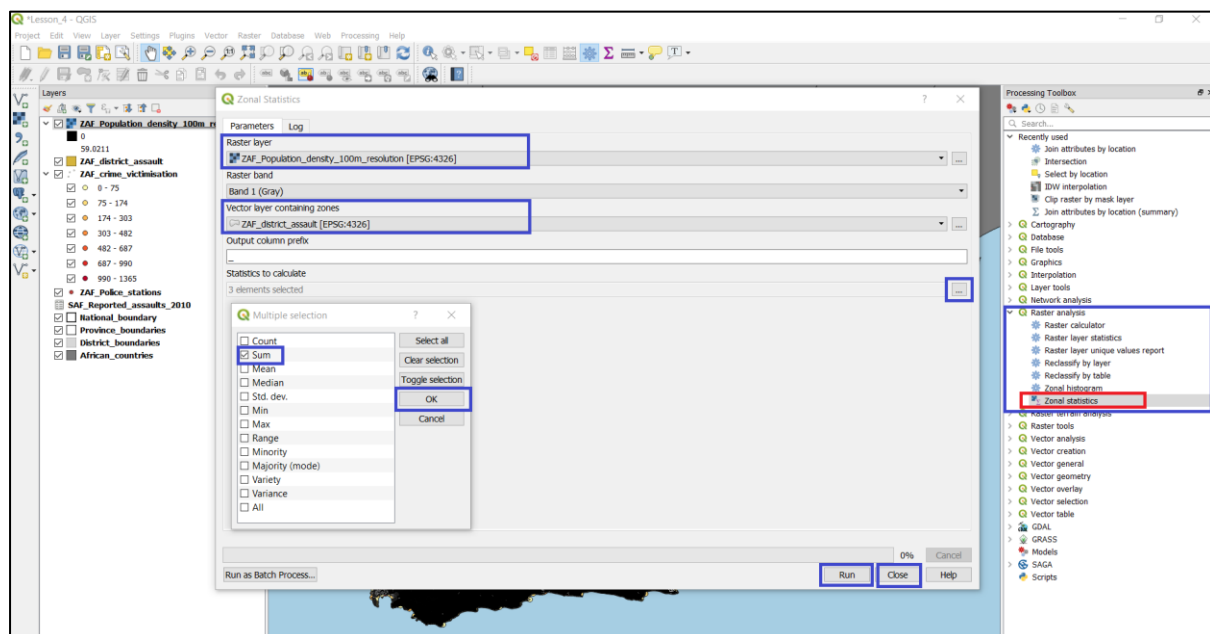 *Lesson_4 - QGIS
Project Edit View Layer Settings Plugins Vector Raster Database Web Processing Help
Layers
ZAF_Population_density_100m_r
0
59.0211
ZAF_district_assault
ZAF_crime_victimisation
0 - 75
75 - 174
174 - 303
303 - 482
482 - 687
687 - 990
990 - 1365
ZAF_Police_stations
SAF_Reported_assaults_2010
National_boundary
Province_boundaries
District_boundaries
African_countries
Zonal Statistics
Parameters Log
Raster layer
ZAF_Population_density_100m_resolution [EPSG:4326]
Raster band
Band 1 (Gray)
Vector layer containing zones
ZAF_district_assault [EPSG:4326]
Output column prefix
_
Statistics to calculate
3 elements selected
...
Multiple selection
Count
Sum
Mean
Median
Std. dev.
Min
Max
Range
Minority
Majority (mode)
Variety
Variance
All
Select all
Clear selection
Toggle selection
OK
Cancel
0% Cancel
Run as Batch Process... Run Close Help
Processing Toolbox
Search...
Recently used
Join attributes by location
Intersection
Select by location
IDW interpolation
Clip raster by mask layer
Join attributes by location (summary)
Cartography
Database
File tools
Graphics
Interpolation
Layer tools
Network analysis
Raster analysis
Raster calculator
Raster layer statistics
Raster layer unique values report
Reclassify by layer
Reclassify by table
Zonal histogram
Zonal statistics
Raster terrain analysis
Raster tools
Vector analysis
Vector creation
Vector general
Vector geometry
Vector overlay
Vector selection
Vector table
GDAL
GRASS
Models
SAGA
Scripts